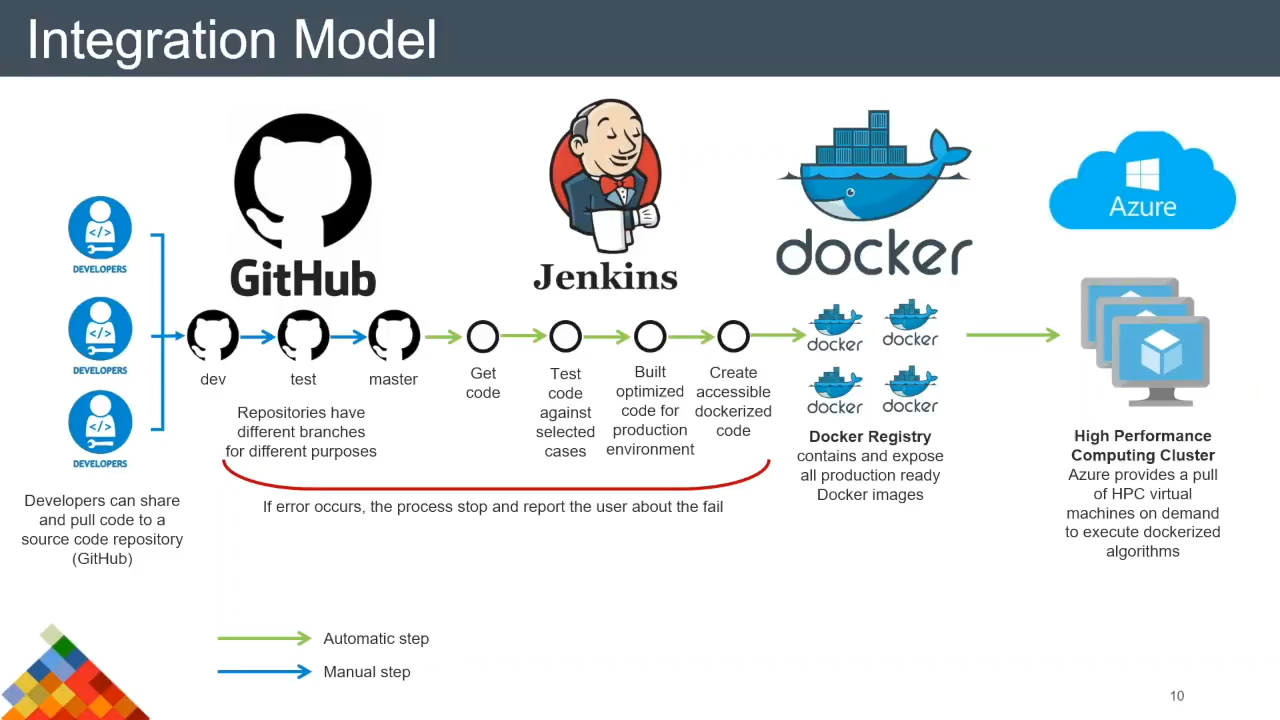 Integration Model
GitHub
Jenkins
docker
Azure
DEVELOPERS
DEVELOPERS
DEVELOPERS
dev
test
master
Get
code
Test
code
against
selected
cases
Built
optimized
code for
production
environment
Create
accessible
dockerized
code
docker
docker
docker
docker
Repositories have
different branches
for different purposes
If error occurs, the process stop and report the user about the fail
Docker Registry
contains and expose
all production ready
Docker images
High Performance
Computing Cluster
Azure provides a pull
of HPC virtual
machines on demand
to execute dockerized
algorithms
Developers can share
and pull code to a
source code repository
(GitHub)
Automatic step
Manual step
10